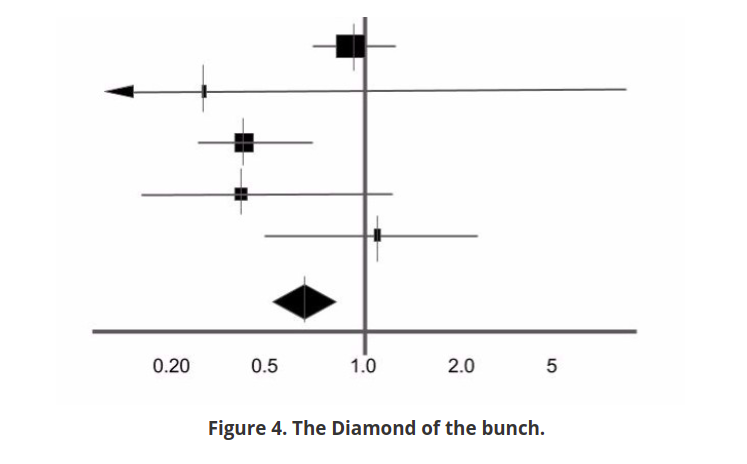 0.20 0.5 1.0 2.0 5
Figure 4. The Diamond of the bunch.